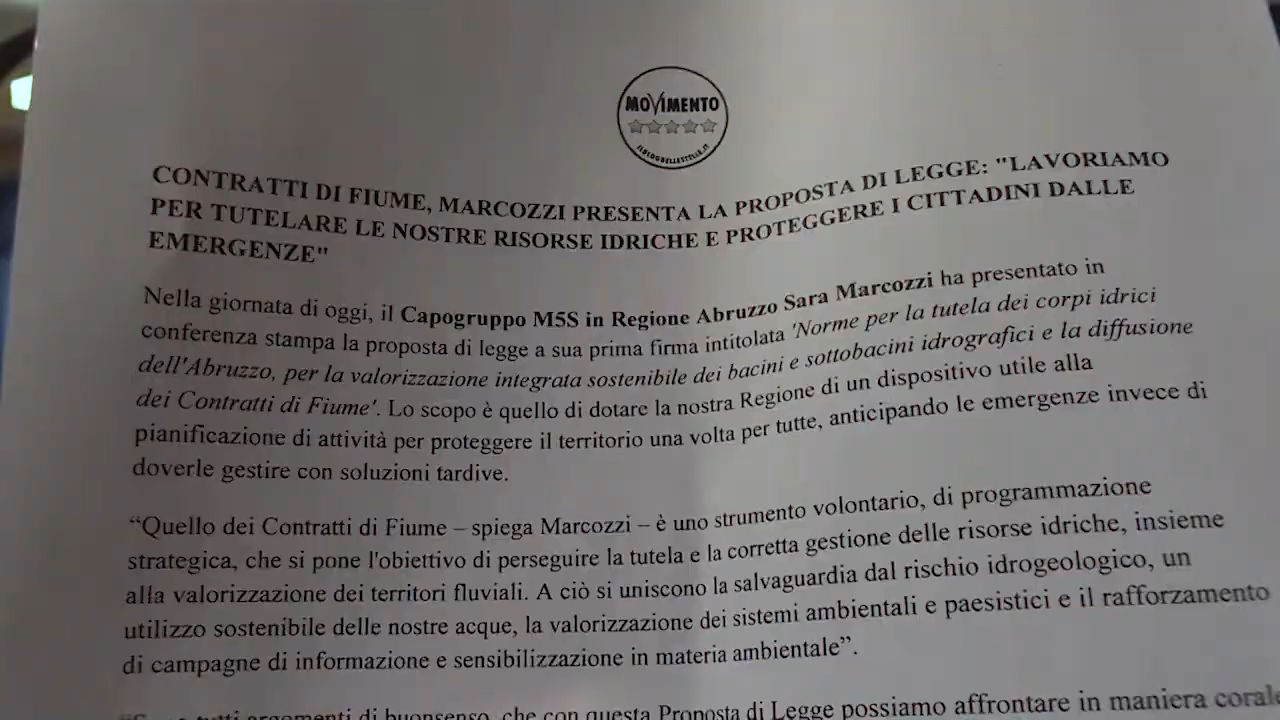 MOVIMENTO
ILBLOGDELLESTELLE.IT
CONTRATTI DI FIUME, MARCOZZI PRESENTA LA PROPOSTA DI LEGGE: "LAVORIAMO
PER TUTELARE LE NOSTRE RISORSE IDRICHE E PROTEGGERE I CITTADINI DALLE
EMERGENZE"
Nella giornata di oggi, il Capogruppo M5S in Regione Abruzzo Sara Marcozzi ha presentato in
conferenza stampa la proposta di legge a sua prima firma intitolata 'Norme per la tutela dei corpi idrici
dell'Abruzzo, per la valorizzazione integrata sostenibile dei bacini e sottobacini idrografici e la diffusione
dei Contratti di Fiume'. Lo scopo è quello di dotare la nostra Regione di un dispositivo utile alla
pianificazione di attività per proteggere il territorio una volta per tutte, anticipando le emergenze invece di
doverle gestire con soluzioni tardive.
“Quello dei Contratti di Fiume – spiega Marcozzi – è uno strumento volontario, di programmazione
strategica, che si pone l'obiettivo di perseguire la tutela e la corretta gestione delle risorse idriche, insieme
alla valorizzazione dei territori fluviali. A ciò si uniscono la salvaguardia dal rischio idrogeologico, un
utilizzo sostenibile delle nostre acque, la valorizzazione dei sistemi ambientali e paesistici e il rafforzamento
di campagne di informazione e sensibilizzazione in materia ambientale”.
tutti argomenti di buonsenso, che con questa Proposta di Legge possiamo affrontare in maniera corale